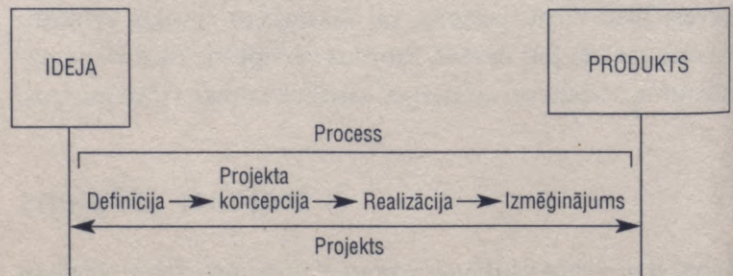 IDEJA
PRODUKTS
Process
Definīcija
Projekta
koncepcija
Realizācija
Izmēģinājums
Projekts